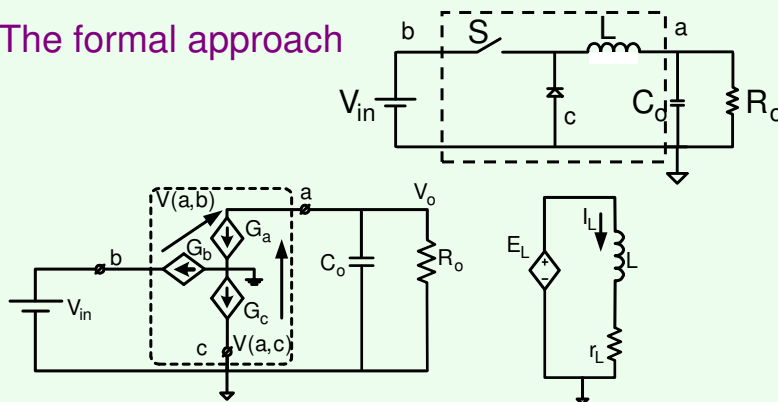 The formal approach
b
S
L
a
V_in
c
C_o
R_o
V(a,b)
a
V_o
G_a
G_b
b
C_o
R_o
V_in
G_c
c
V(a,c)
E_L
+
-
I_L
L
r_L